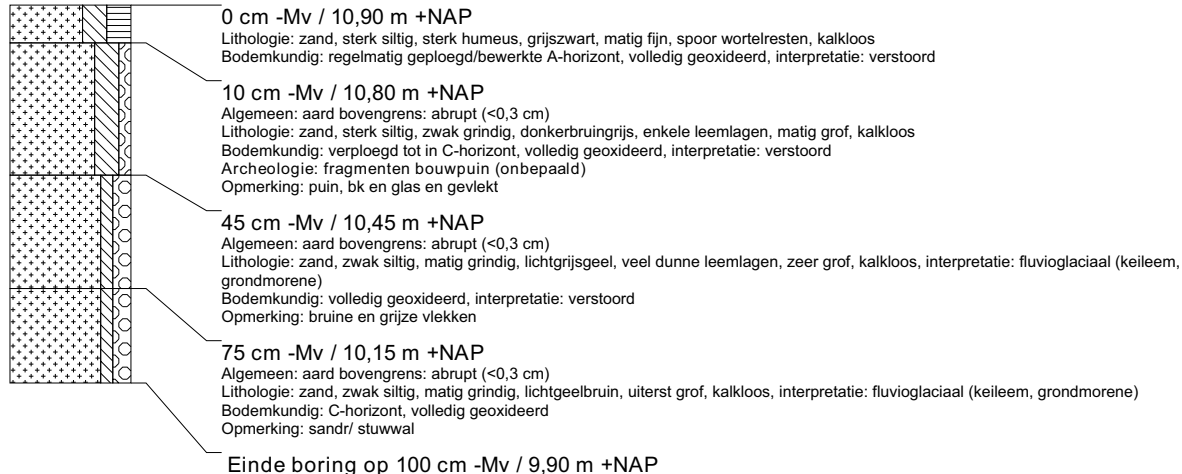 0 cm -Mv / 10,90 m +NAP
Lithologie: zand, sterk siltig, sterk humeus, grijszwart, matig fijn, spoor wortelresten, kalkloos
Bodemkundig: regelmatig geploegd/bewerkte A-horizont, volledig geoxideerd, interpretatie: verstoord
10 cm -Mv / 10,80 m +NAP
Algemeen: aard bovengrens: abrupt (<0,3 cm)
Lithologie: zand, sterk siltig, zwak grindig, donkerbruingrijs, enkele leemlagen, matig grof, kalkloos
Bodemkundig: verploegd tot in C-horizont, volledig geoxideerd, interpretatie: verstoord
Archeologie: fragmenten bouwpuin (onbepaald)
Opmerking: puin, bk en glas en gevlekt
45 cm -Mv / 10,45 m +NAP
Algemeen: aard bovengrens: abrupt (<0,3 cm)
Lithologie: zand, zwak siltig, matig grindig, lichtgrijsgeel, veel dunne leemlagen, zeer grof, kalkloos, interpretatie: fluvioglaciaal (keileem,
grondmorene)
Bodemkundig: volledig geoxideerd, interpretatie: verstoord
Opmerking: bruine en grijze vlekken
75 cm -Mv / 10,15 m +NAP
Algemeen: aard bovengrens: abrupt (<0,3 cm)
Lithologie: zand, zwak siltig, matig grindig, lichtgeelbruin, uiterst grof, kalkloos, interpretatie: fluvioglaciaal (keileem, grondmorene)
Bodemkundig: C-horizont, volledig geoxideerd
Opmerking: sandr/ stuwwal
Einde boring op 100 cm -Mv / 9,90 m +NAP